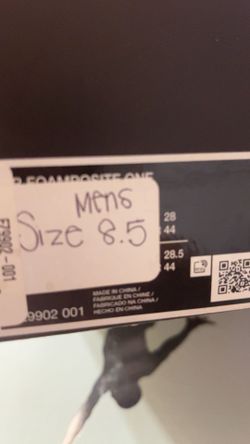 FOAMPOSITE ONE
Mens
Size 8.5
28
44
28.5
44
MADE IN CHINA /
FABRIQUE EN CHINE /
FABRICADO NA CHINA /
HECHO EN CHINA
9902 001